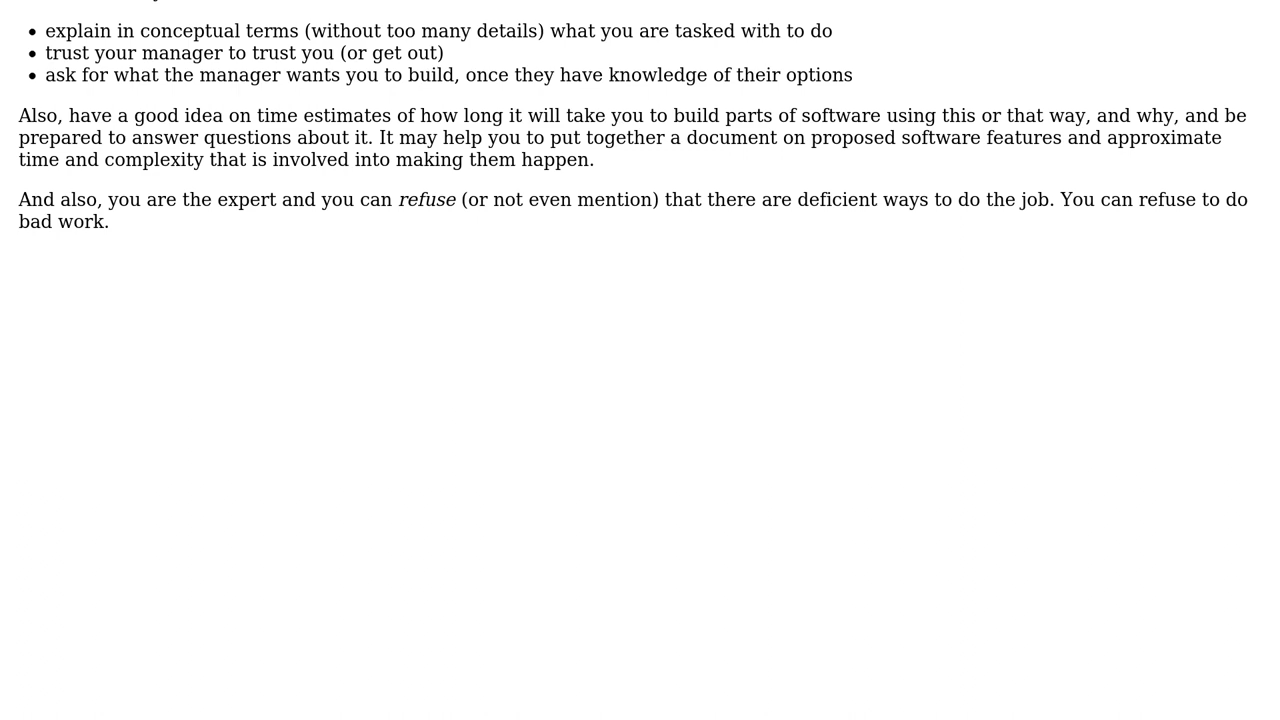 explain in conceptual terms (without too many details) what you are tasked with to do
trust your manager to trust you (or get out)
ask for what the manager wants you to build, once they have knowledge of their options
Also, have a good idea on time estimates of how long it will take you to build parts of software using this or that way, and why, and be
prepared to answer questions about it. It may help you to put together a document on proposed software features and approximate
time and complexity that is involved into making them happen.
And also, you are the expert and you can refuse (or not even mention) that there are deficient ways to do the job. You can refuse to do
bad work.